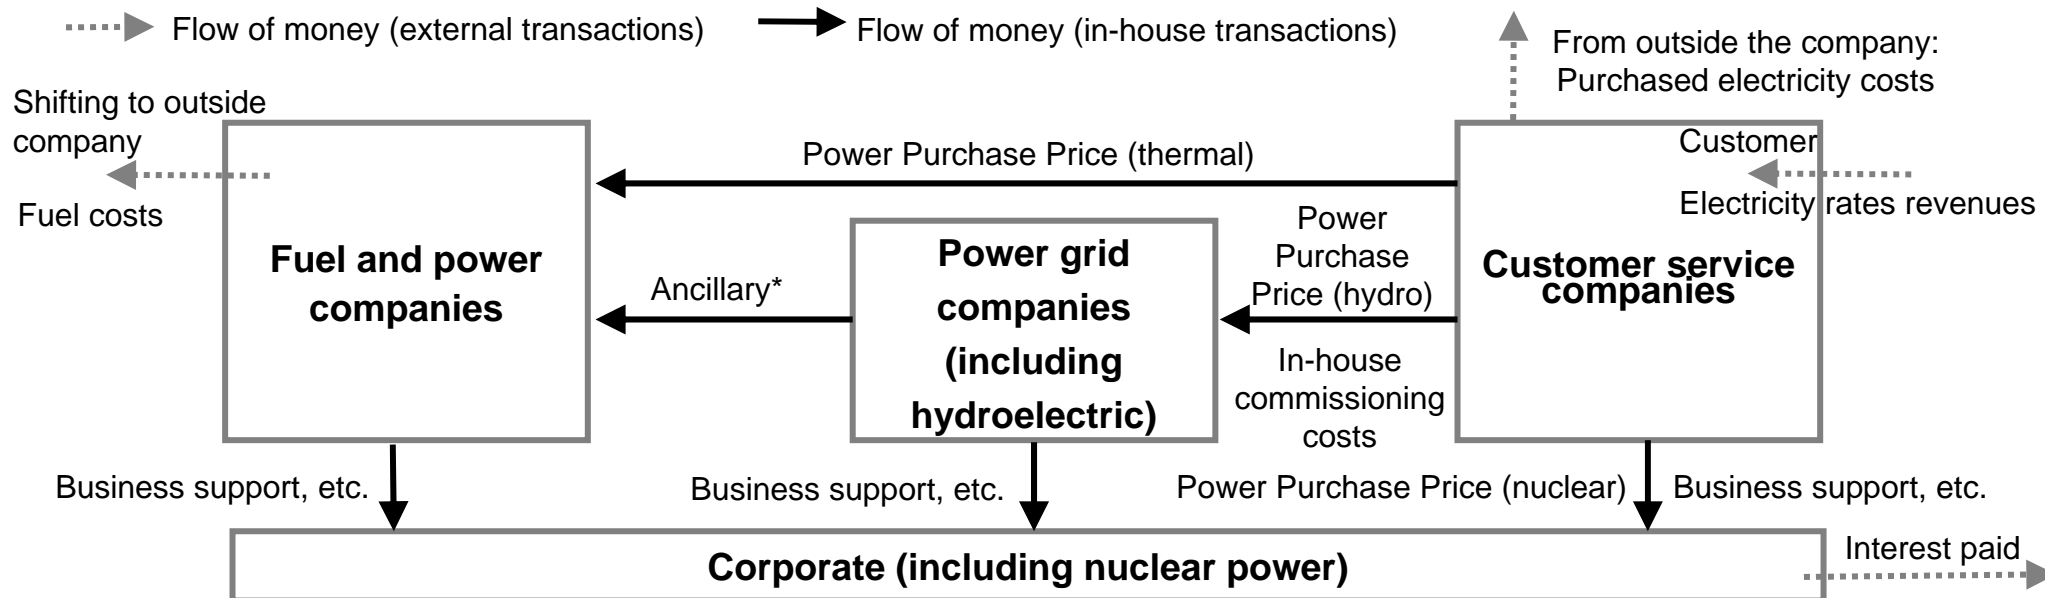 Flow of money (external transactions)
Flow of money (in-house transactions)
From outside the company:
Purchased electricity costs
Shifting to outside
company
Fuel costs
Power Purchase Price (thermal)
Customer
Electricity rates revenues
Fuel and power
companies
Ancillary*
Power grid
companies
(including
hydroelectric)
Power
Purchase
Price (hydro)
In-house
commissioning
costs
Customer service
companies
Business support, etc.
Business support, etc.
Power Purchase Price (nuclear)
Business support, etc.
Corporate (including nuclear power)
Interest paid